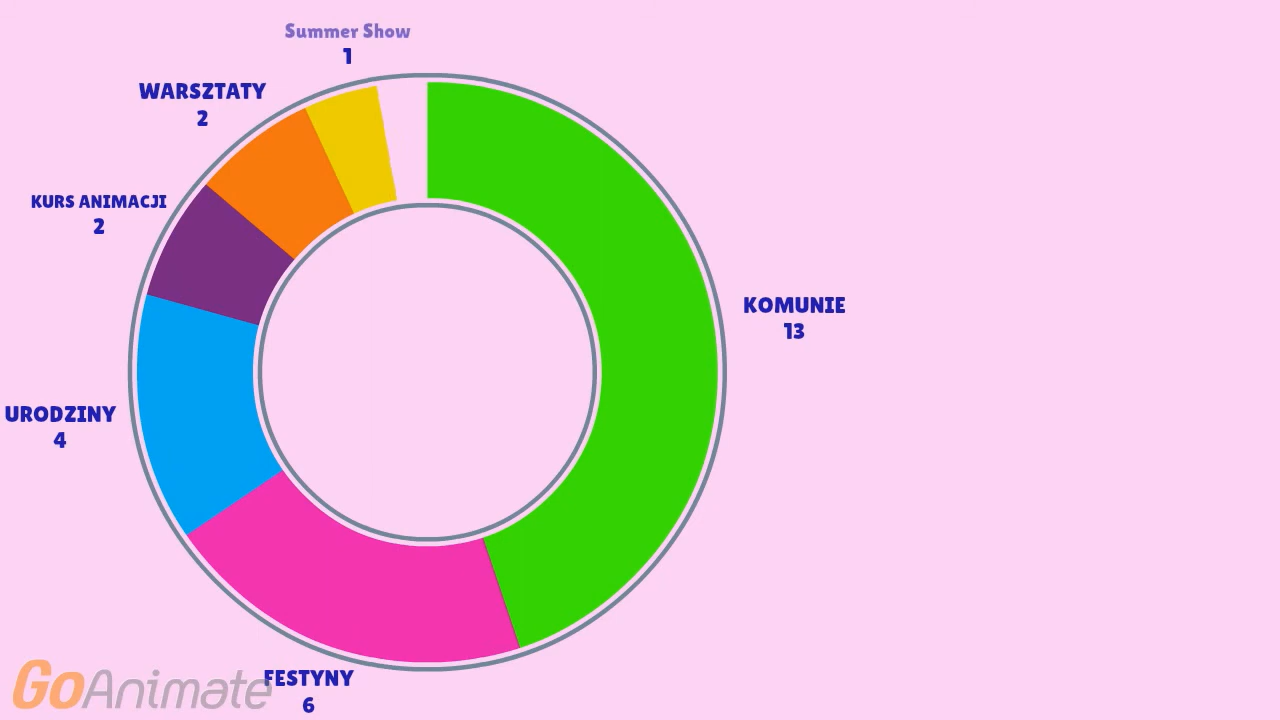 Summer Show
1
WARSZTATY
2
KURS ANIMACJI
2
KOMUNIE
13
URODZINY
4
FESTYNY
6
GoAnimate